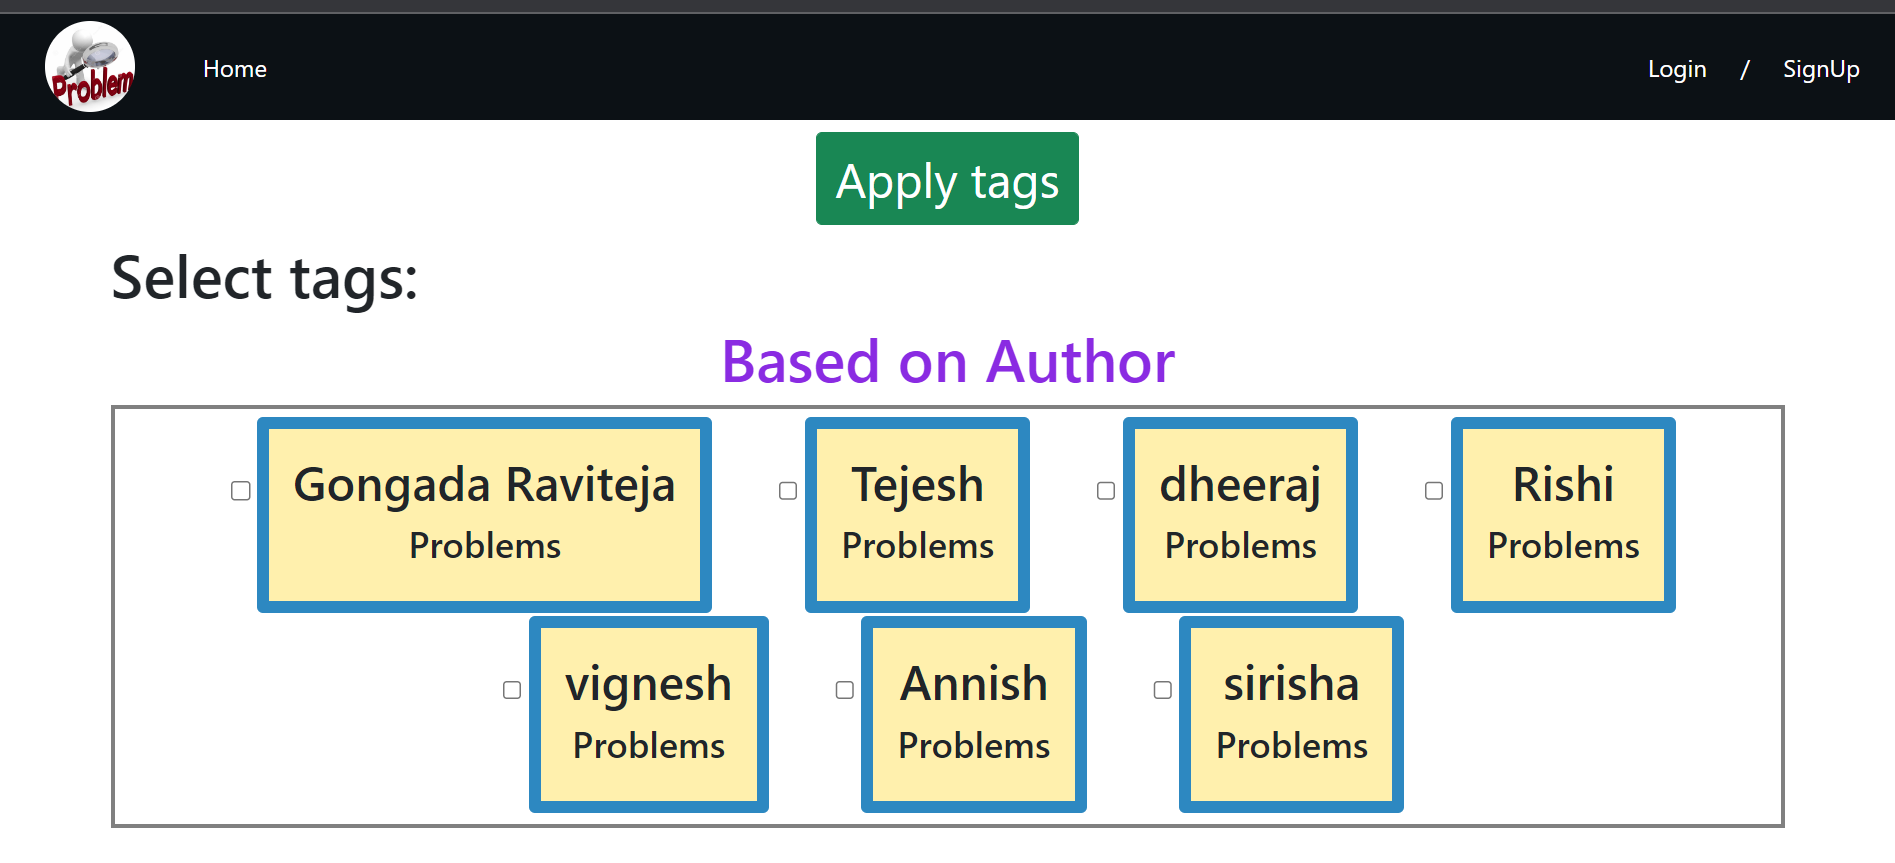 Problem
Home
Login / SignUp
Apply tags
Select tags:
Based on Author
Gongada Raviteja
Problems
Tejesh
Problems
dheeraj
Problems
Rishi
Problems
vignesh
Problems
Annish
Problems
sirisha
Problems